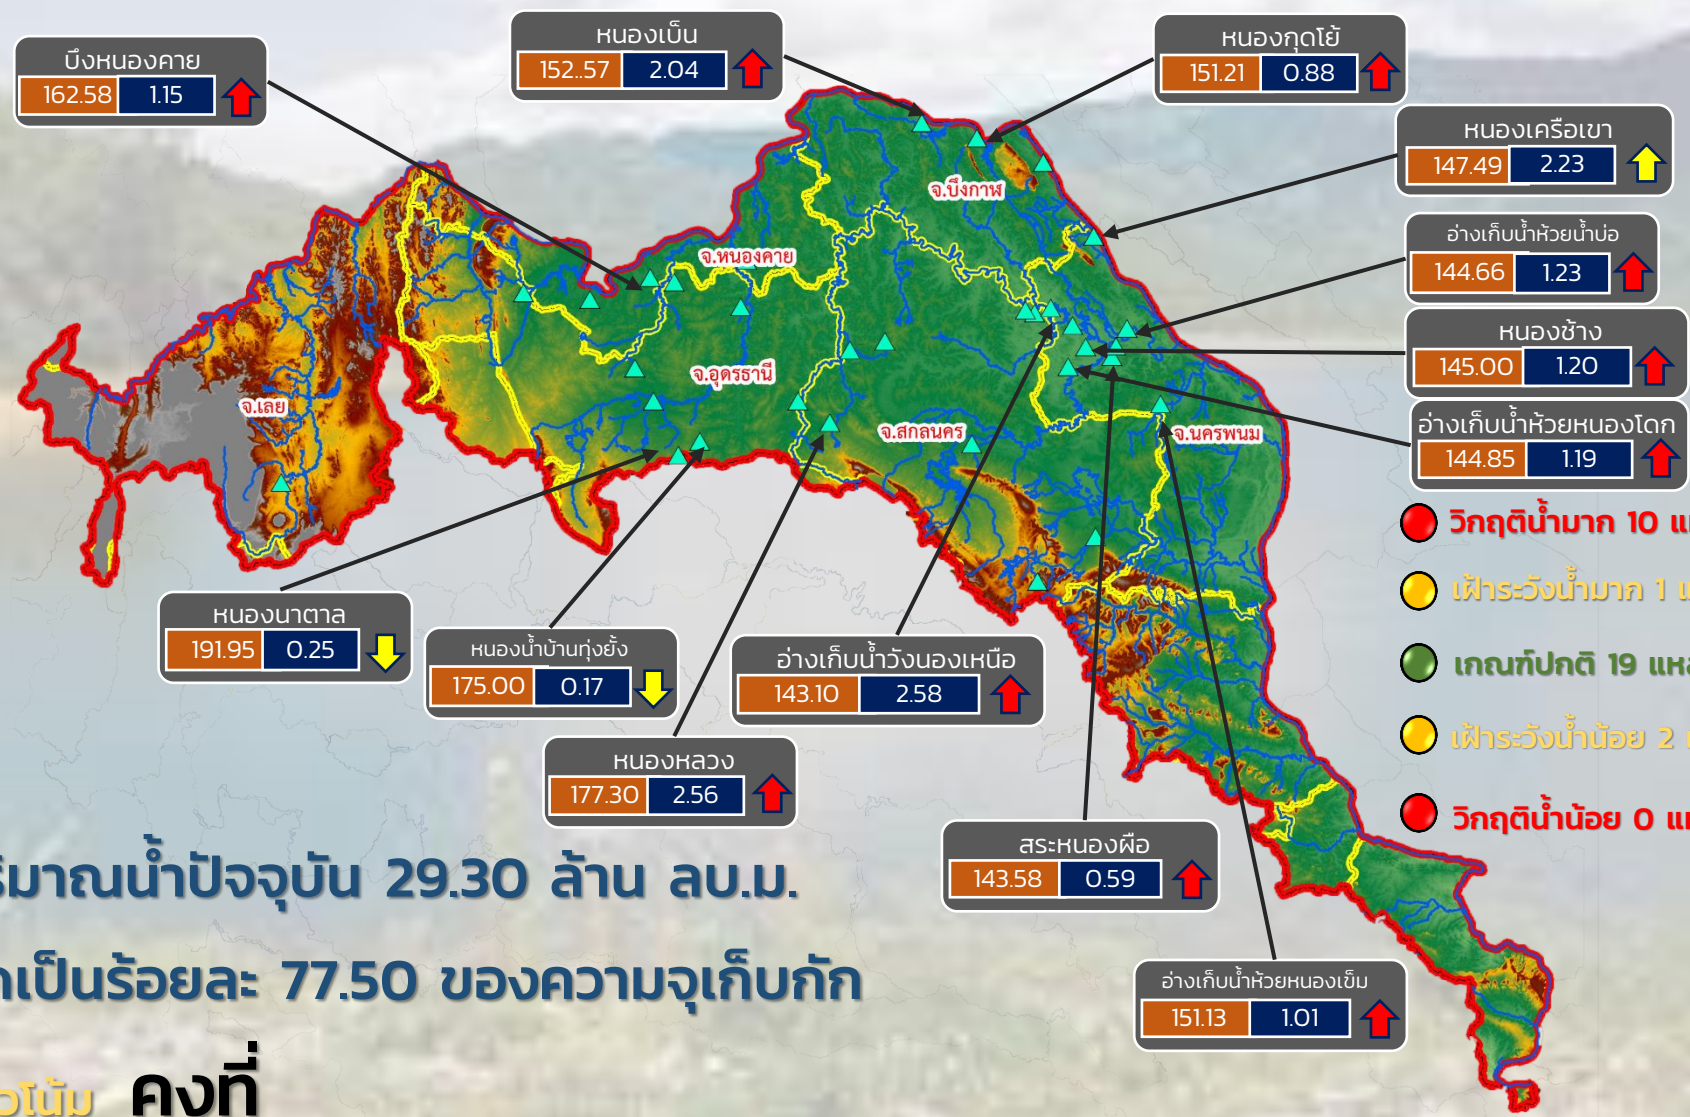 บึงหนองคาย
162.58 1.15
หนองเบ็น
152..57 2.04
หนองกุดโย้
151.21 0.88
หนองเครือเขา
147.49 2.23
อ่างเก็บน้ำห้วยน้ำบ่อ
144.66 1.23
หนองช้าง
145.00 1.20
อ่างเก็บน้ำห้วยหนองโดก
144.85 1.19
จ.บึงกาฬ
จ.หนองคาย
จ.อุดรธานี
จ.เลย
จ.สกลนคร
จ.นครพนม
วิกฤติน้ำมาก 10
เฝ้าระวังน้ำมาก 1
เกณฑ์ปกติ 19
เฝ้าระวังน้ำน้อย 2
วิกฤติน้ำน้อย 0
หนองนาตาล
191.95 0.25
หนองน้ำบ้านทุ่งยั้ง
175.00 0.17
อ่างเก็บน้ำวังนองเหนือ
143.10 2.58
หนองหลวง
177.30 2.56
สระหนองผือ
143.58 0.59
อ่างเก็บน้ำห้วยหนองเข็ม
151.13 1.01
ริมาณน้ำปัจจุบัน 29.30 ล้าน ลบ.ม.
เป็นร้อยละ 77.50 ของความจุเก็บกัก
วโน้ม คงที่